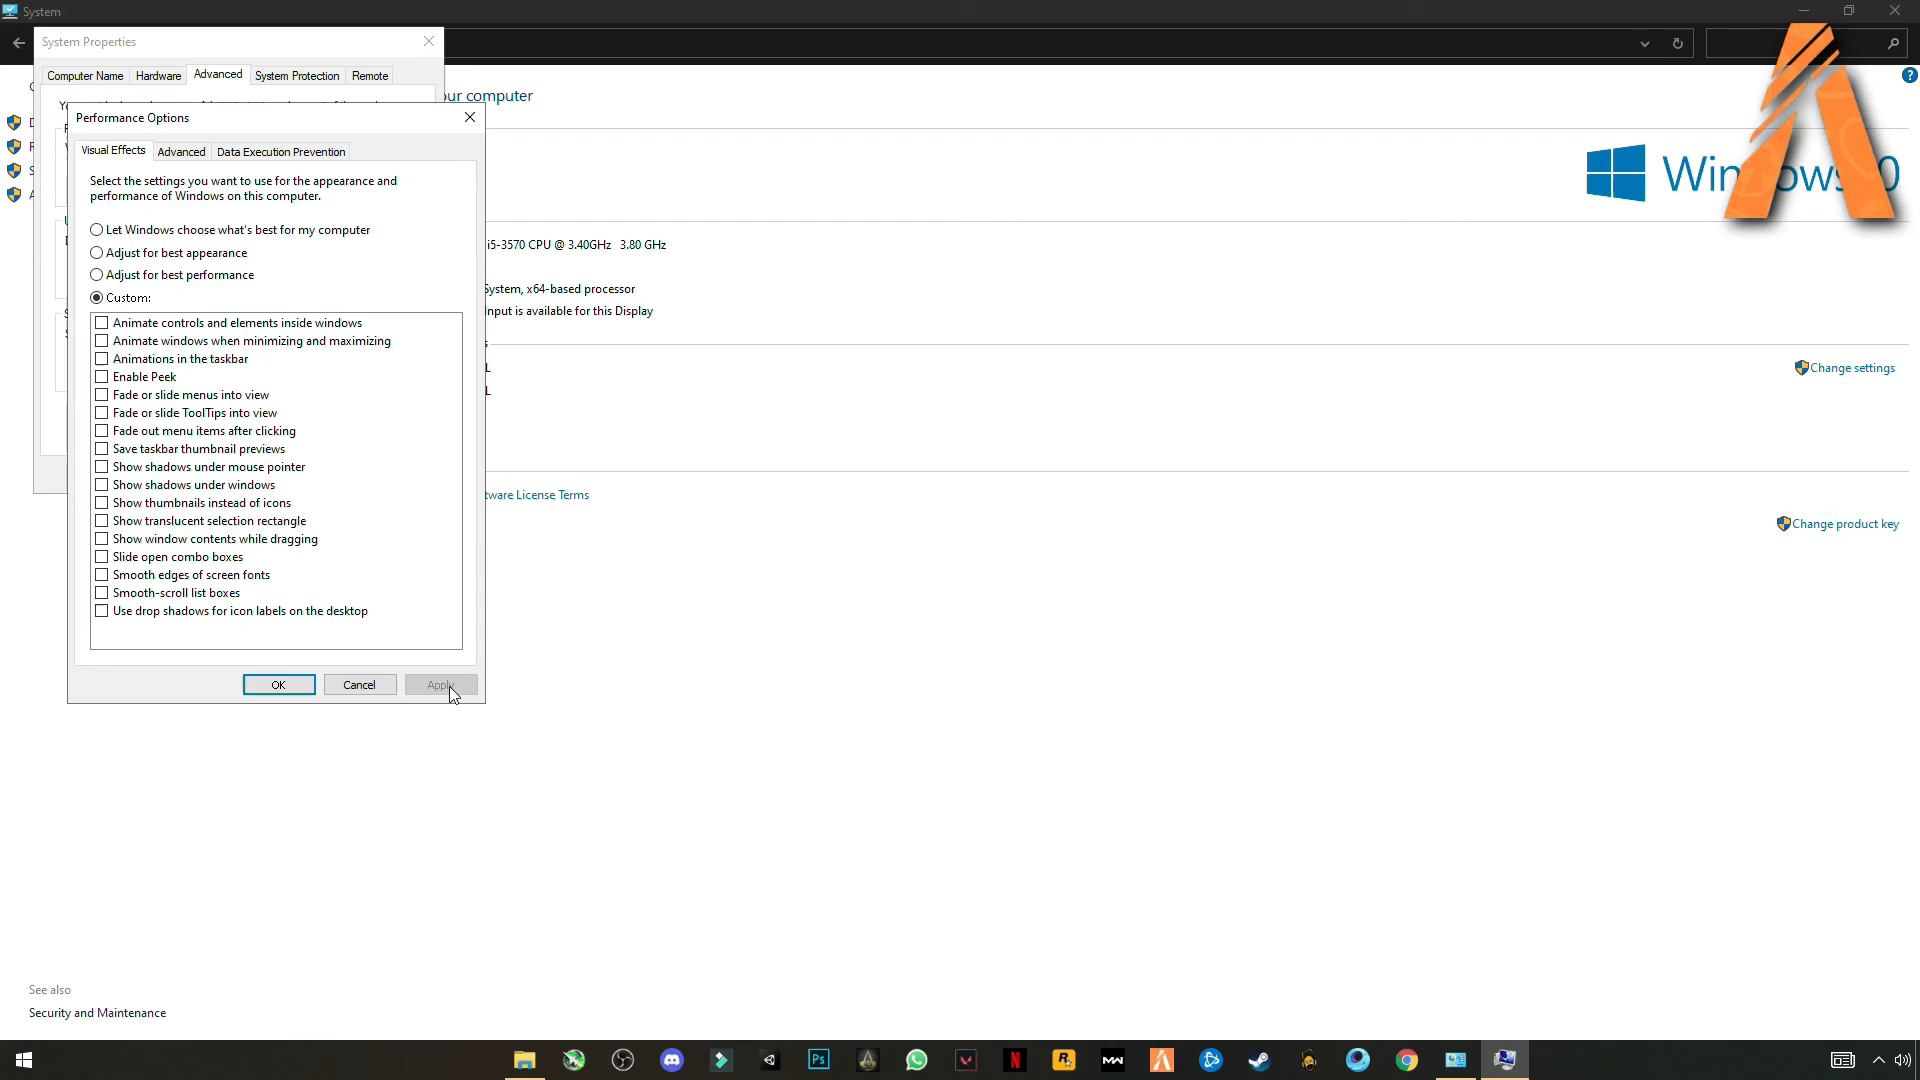 System
System Properties
Computer Name
Hardware
Advanced
System Protection
Remote
our computer
Performance Options
Visual Effects
Advanced
Data Execution Prevention
Select the settings you want to use for the appearance and
performance of Windows on this computer.
Let Windows choose what's best for my computer
Adjust for best appearance
Adjust for best performance
Custom:
Animate controls and elements inside windows
Animate windows when minimizing and maximizing
Animations in the taskbar
Enable Peek
Fade or slide menus into view
Fade or slide ToolTips into view
Fade out menu items after clicking
Save taskbar thumbnail previews
Show shadows under mouse pointer
Show shadows under windows
Show thumbnails instead of icons
Show translucent selection rectangle
Show window contents while dragging
Slide open combo boxes
Smooth edges of screen fonts
Smooth-scroll list boxes
Use drop shadows for icon labels on the desktop
OK
Cancel
Apply
i5-3570 CPU @ 3.40GHz 3.80 GHz
System, x64-based processor
Input is available for this Display
Change settings
tware License Terms
Change product key
See also
Security and Maintenance
Ps